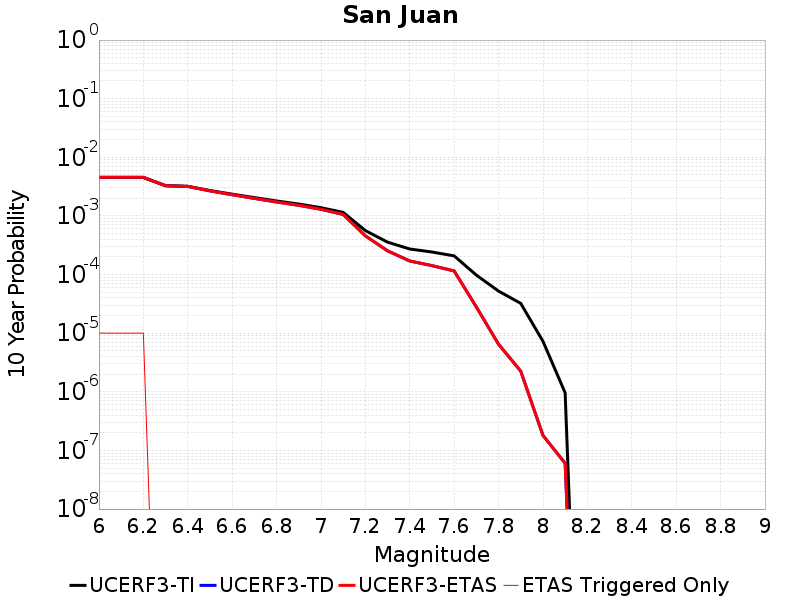 San Juan
10^0
10^-1
10^-2
10^-3
10^-4
10^-5
10^-6
10^-7
10^-8
10 Year Probability
6 6.2 6.4 6.6 6.8 7 7.2 7.4 7.6 7.8 8 8.2 8.4 8.6 8.8 9
Magnitude
UCERF3-TI UCERF3-TD UCERF3-ETAS ETAS Triggered Only